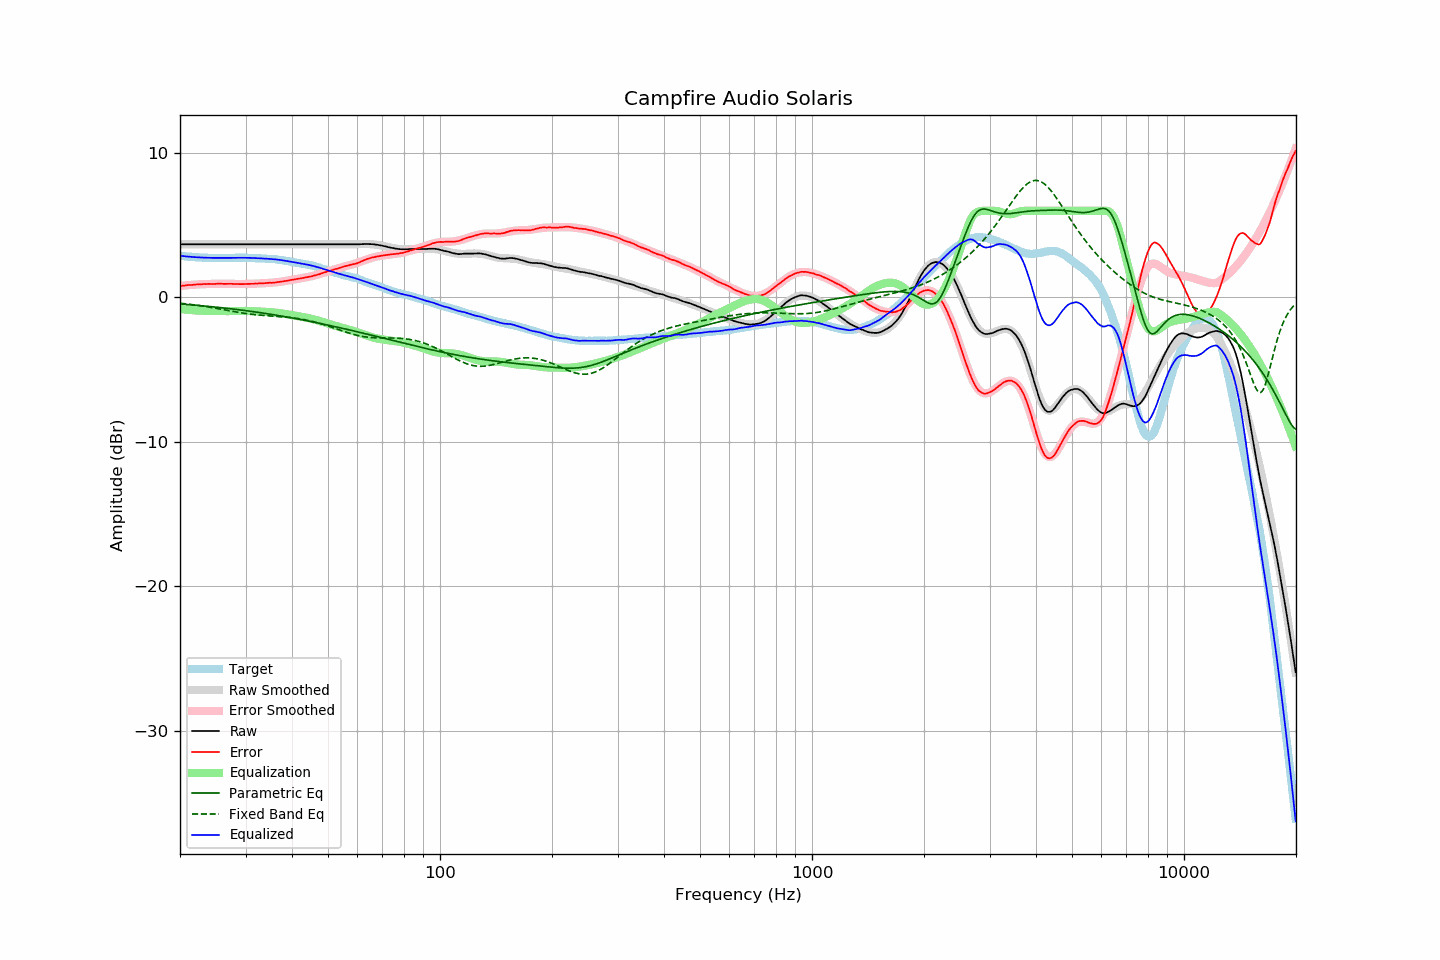 Campfire Audio Solaris
10
0
−10
−20
−30
Amplitude (dBr)
Target
Raw Smoothed
Error Smoothed
Raw
Error
Equalization
Parametric Eq
Fixed Band Eq
Equalized
100
1000
10000
Frequency (Hz)